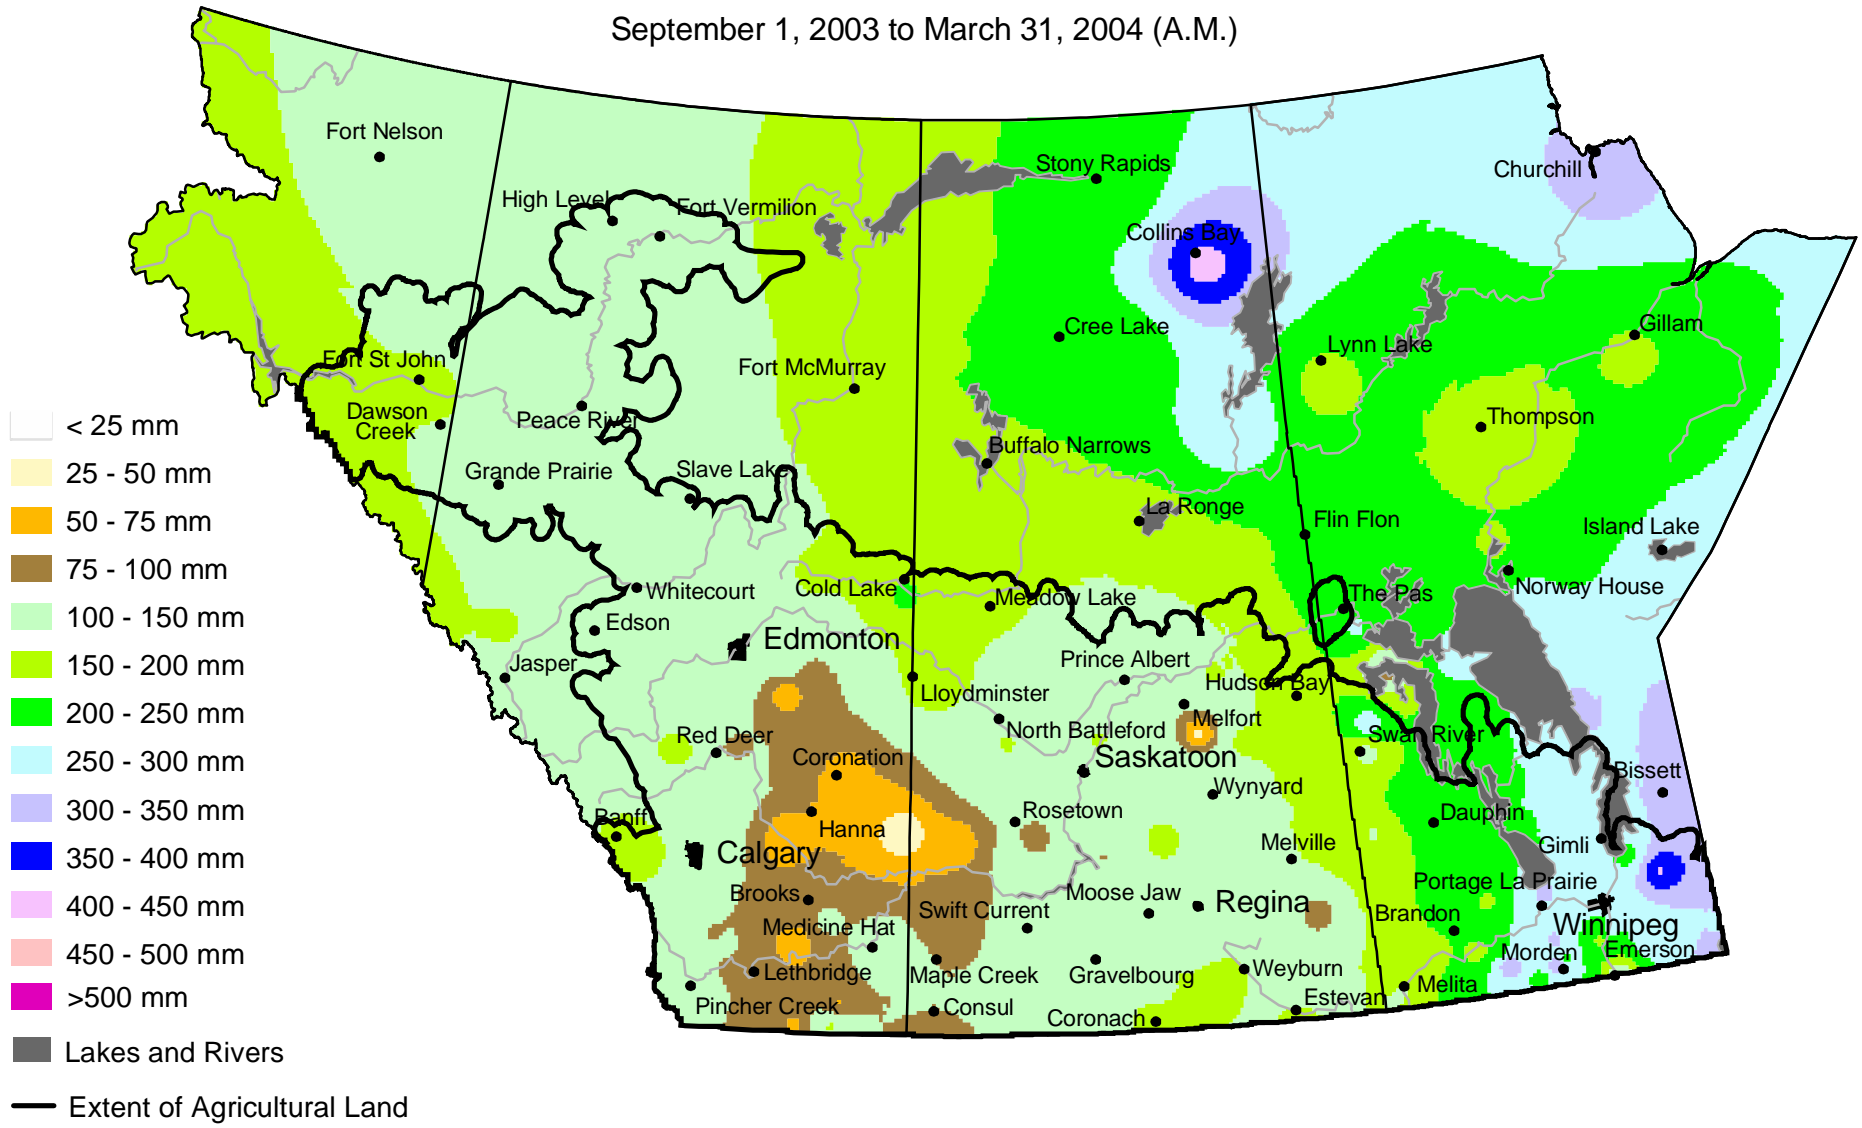 September 1, 2003 to March 31, 2004 (A.M.)
Fort Nelson
Stony Rapids
Churchill
High Level
Fort Vermilion
Collins Bay
Cree Lake
Gillam
Lynn Lake
Fort St John
Fort McMurray
Dawson
Creek
Peace River
Thompson
Buffalo Narrows
Grande Prairie
Slave Lake
La Ronge
Flin Flon
Island Lake
Whitecourt
Cold Lake
Meadow Lake
The Pas
Norway House
Edson
Edmonton
Jasper
Prince Albert
Hudson Bay
Lloydminster
North Battleford
Melfort
Red Deer
Swan River
Coronation
Saskatoon
Bissett
Wynyard
Banff
Hanna
Rosetown
Dauphin
Calgary
Melville
Gimli
Brooks
Moose Jaw
Regina
Portage La Prairie
Medicine Hat
Swift Current
Brandon
Winnipeg
Lethbridge
Maple Creek
Gravelbourg
Weyburn
Morden
Emerson
Pincher Creek
Consul
Coronach
Estevan
Melita
< 25 mm
25 - 50 mm
50 - 75 mm
75 - 100 mm
100 - 150 mm
150 - 200 mm
200 - 250 mm
250 - 300 mm
300 - 350 mm
350 - 400 mm
400 - 450 mm
450 - 500 mm
>500 mm
Lakes and Rivers
Extent of Agricultural Land